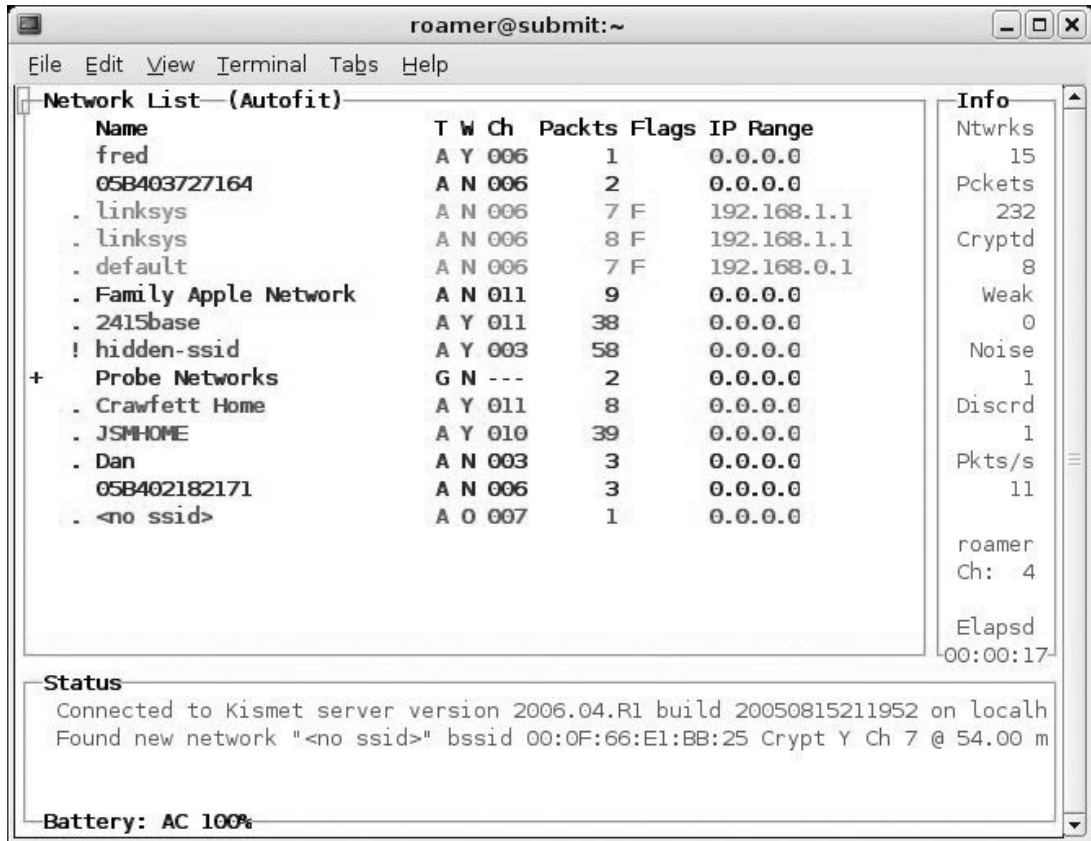 roamer@submit:~
File Edit View Terminal Tabs Help
Network List (Autofit)
Name T W Ch Packts Flags IP Range
fred A Y 006 1 0.0.0.0
05B403727164 A N 006 2 0.0.0.0
. linksys A N 006 7 F 192.168.1.1
. linksys A N 006 8 F 192.168.1.1
. default A N 006 7 F 192.168.0.1
. Family Apple Network A N 011 9 0.0.0.0
. 2415base A Y 011 38 0.0.0.0
! hidden-ssid A Y 003 58 0.0.0.0
+ Probe Networks G N --- 2 0.0.0.0
. Crawfett Home A Y 011 8 0.0.0.0
. JSMHOME A Y 010 39 0.0.0.0
. Dan A N 003 3 0.0.0.0
05B402182171 A N 006 3 0.0.0.0
. <no ssid> A O 007 1 0.0.0.0
Info
Ntwrks
15
Pckets
232
Cryptd
8
Weak
0
Noise
1
Discrd
1
Pkts/s
11
roamer
Ch: 4
Elapsd
00:00:17
Status
Connected to Kismet server version 2006.04.R1 build 20050815211952 on localh
Found new network "<no ssid>" bssid 00:0F:66:E1:BB:25 Crypt Y Ch 7 @ 54.00 m
Battery: AC 100%